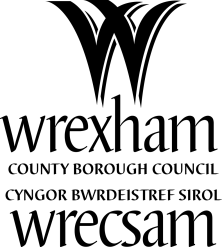 wrexham
COUNTY BOROUGH COUNCIL
CYNGOR BWRDEISTREF SIROL
wrecsam